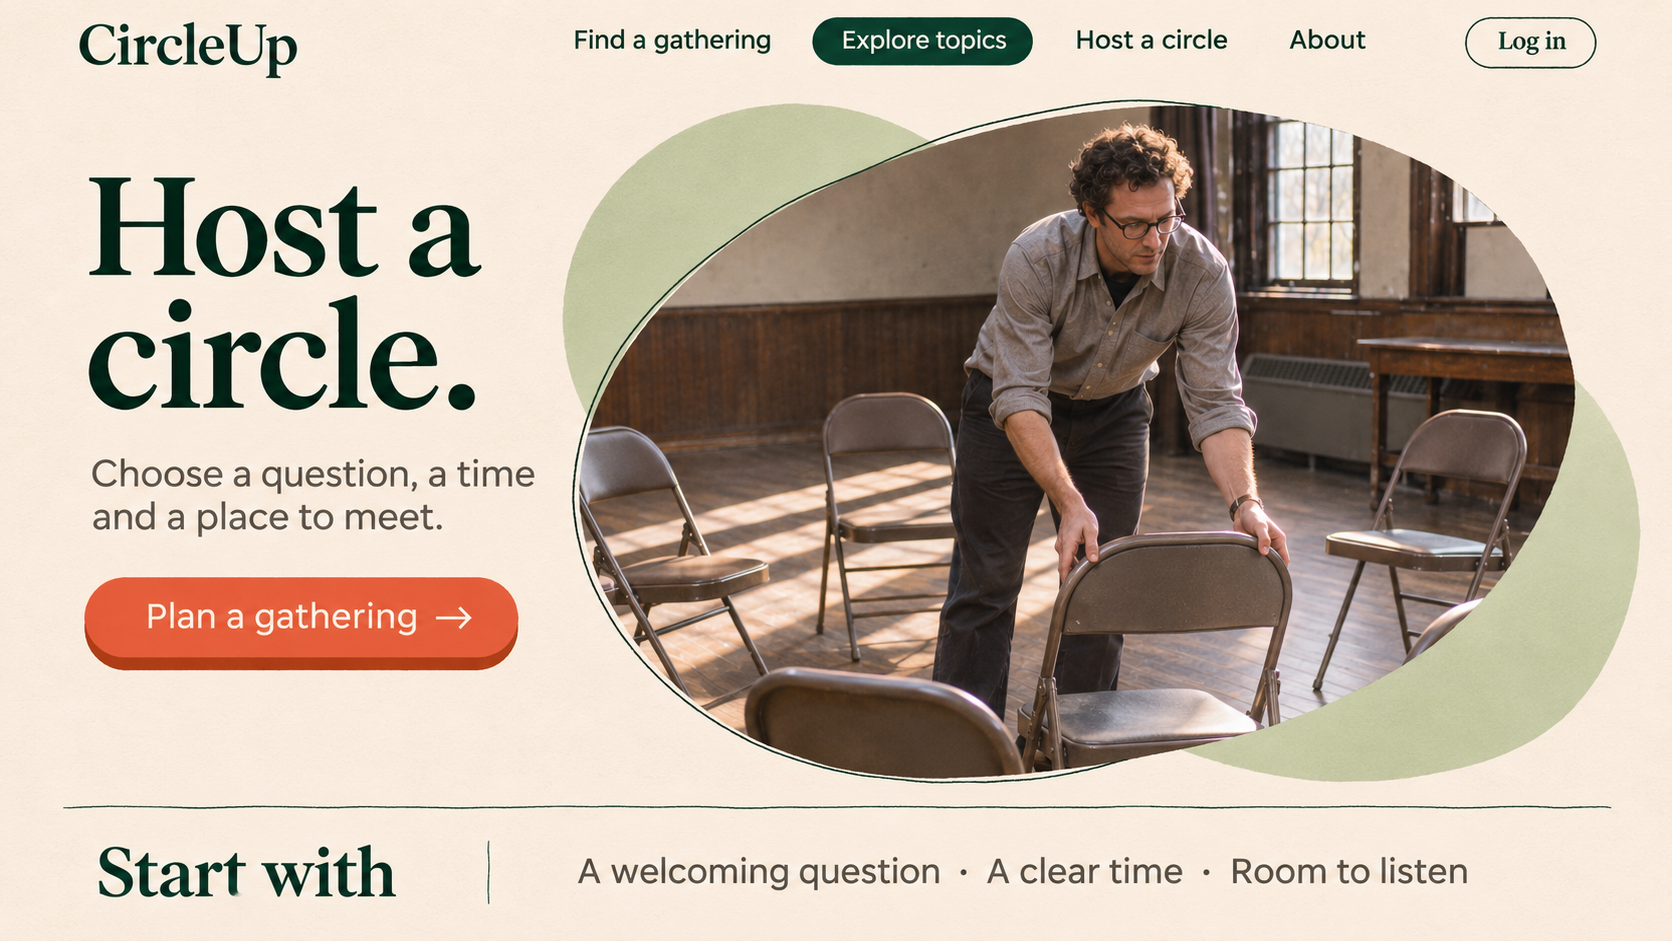 CircleUp
Find a gathering
Explore topics
Host a circle
About
Log in
Host a
circle.
Choose a question, a time
and a place to meet.
Plan a gathering →
Start with
A welcoming question · A clear time · Room to listen